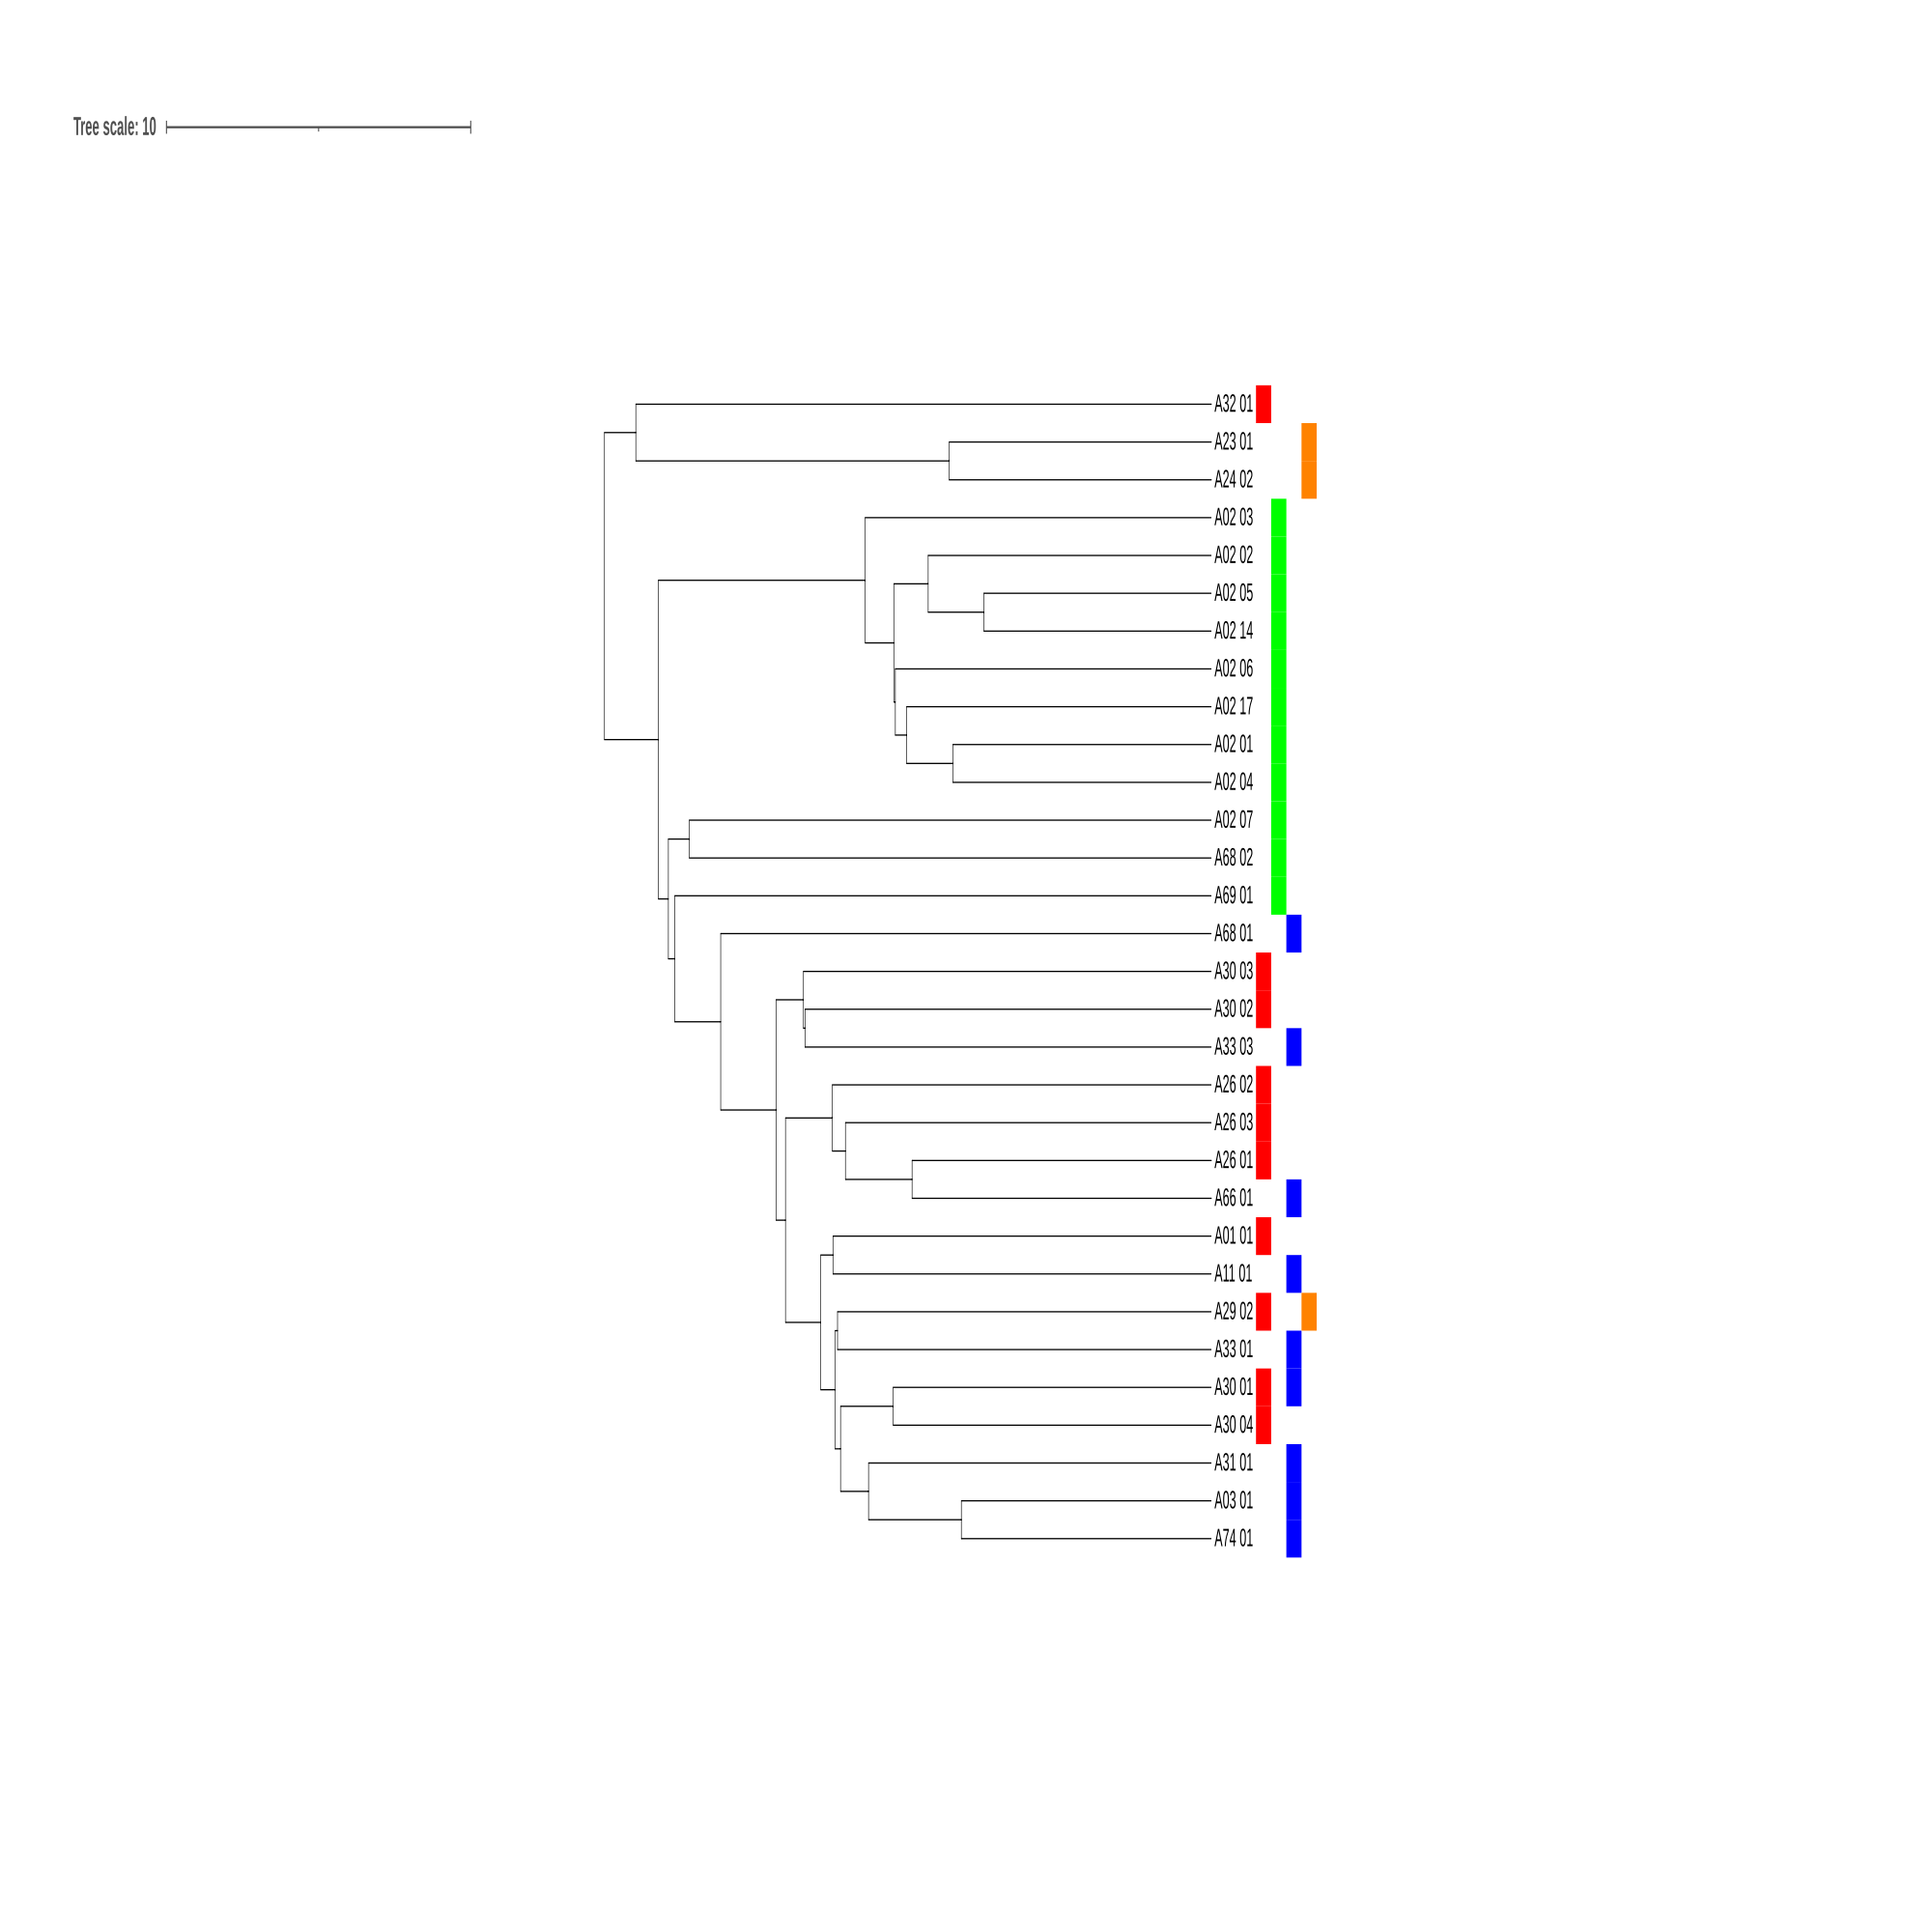 Tree scale: 10
A32 01
A23 01
A24 02
A02 03
A02 02
A02 05
A02 14
A02 06
A02 17
A02 01
A02 04
A02 07
A68 02
A69 01
A68 01
A30 03
A30 02
A33 03
A26 02
A26 03
A26 01
A66 01
A01 01
A11 01
A29 02
A33 01
A30 01
A30 04
A31 01
A03 01
A74 01